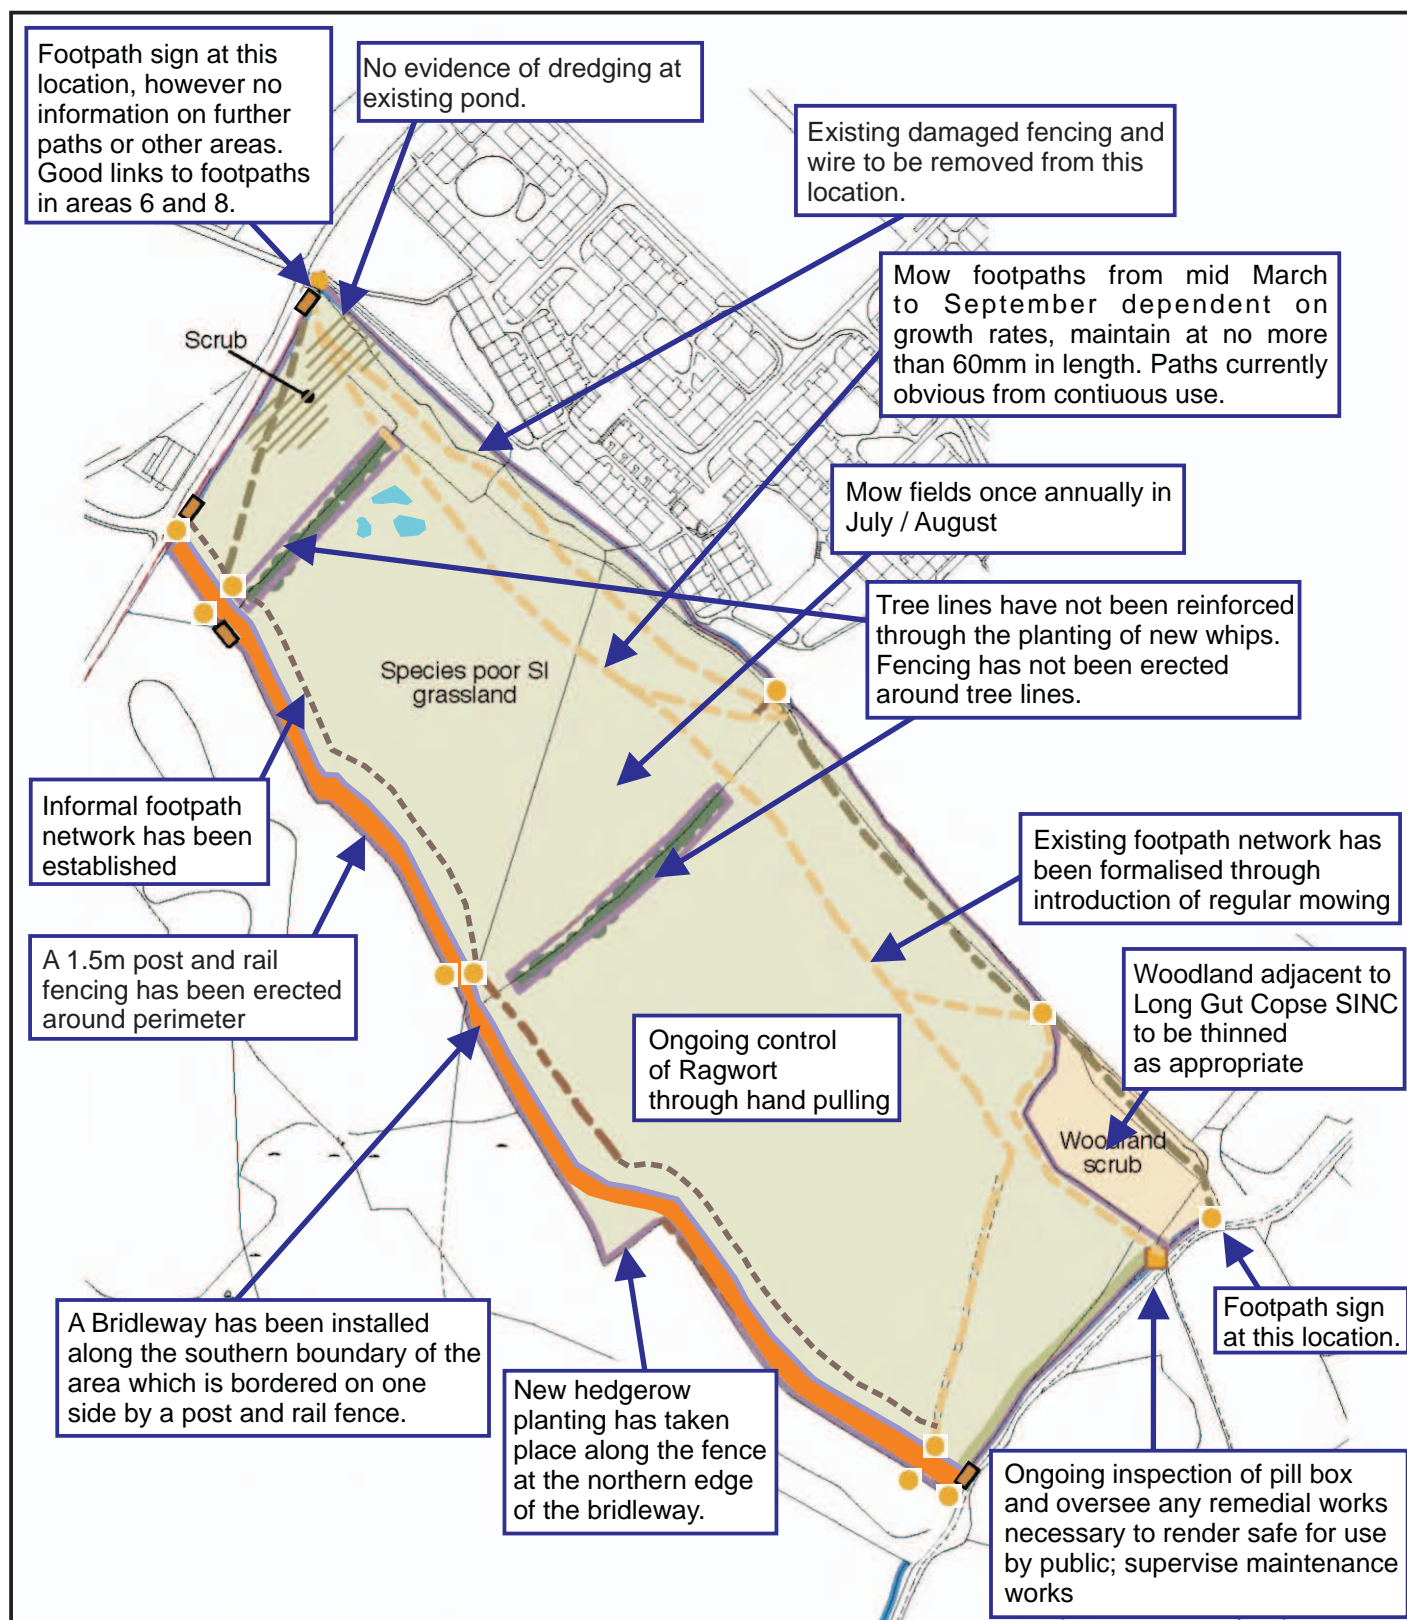 Footpath sign at this
location, however no
information on further
paths or other areas.
Good links to footpaths
in areas 6 and 8.
No evidence of dredging at
existing pond.
Existing damaged fencing and
wire to be removed from this
location.
Mow footpaths from mid March
to September dependent on
growth rates, maintain at no more
than 60mm in length. Paths currently
obvious from contiuous use.
Scrub
Mow fields once annually in
July / August
Tree lines have not been reinforced
through the planting of new whips.
Fencing has not been erected
around tree lines.
Species poor SI
grassland
Informal footpath
network has been
established
Existing footpath network has
been formalised through
introduction of regular mowing
A 1.5m post and rail
fencing has been erected
around perimeter
Woodland adjacent to
Long Gut Copse SINC
to be thinned
as appropriate
Ongoing control
of Ragwort
through hand pulling
Woodland
scrub
Footpath sign
at this location.
A Bridleway has been installed
along the southern boundary of the
area which is bordered on one
side by a post and rail fence.
New hedgerow
planting has taken
place along the fence
at the northern edge
of the bridleway.
Ongoing inspection of pill box
and oversee any remedial works
necessary to render safe for use
by public; supervise maintenance
works